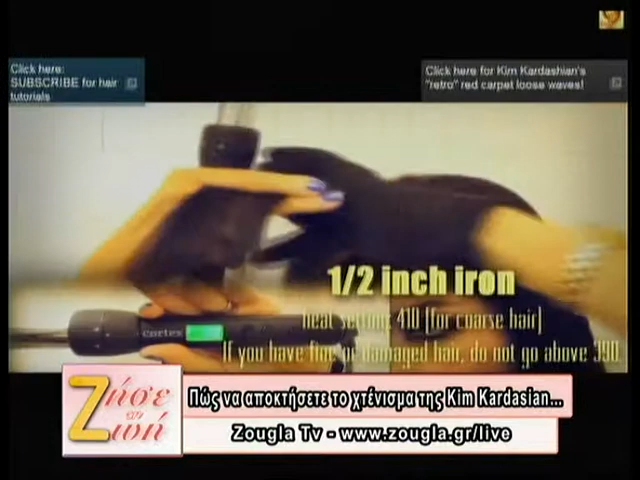 Click here:
SUBSCRIBE for hair
tutorials
Click here for Kim Kardashian's
"retro" red carpet loose waves!
1/2 inch iron
heat setting 410 [for coarse hair]
cortex
If you have fine or damaged hair, do not go above 390.
Ζήσε
τη
Ζωή
Πώς να αποκτήσετε το χτένισμα της Kim Kardasian...
Zougla Tv - www.zougla.gr/live